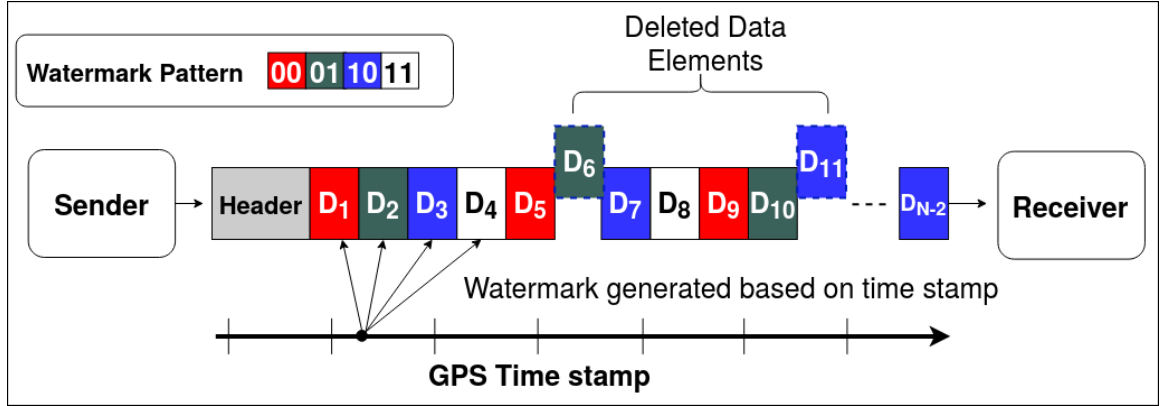 Deleted Data
Elements
Watermark Pattern 00 01 10 11
Sender
Header D1 D2 D3 D4 D5 D6 D7 D8 D9 D10 D11 DN-2
Receiver
Watermark generated based on time stamp
GPS Time stamp